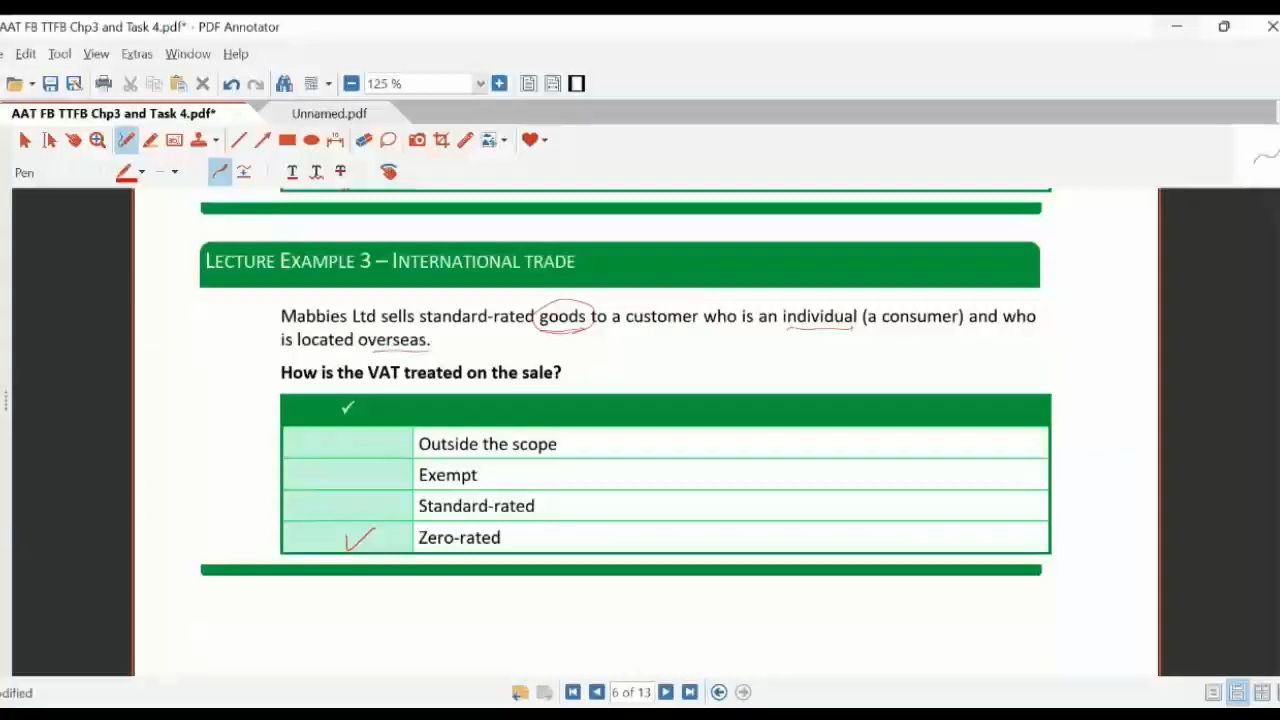 AAT FB TTFB Chp3 and Task 4.pdf* - PDF Annotator
Edit Tool View Extras Window Help
125 %
AAT FB TTFB Chp3 and Task 4.pdf* Unnamed.pdf
Pen
LECTURE EXAMPLE 3 – INTERNATIONAL TRADE
Mabbies Ltd sells standard-rated goods to a customer who is an individual (a consumer) and who
is located overseas.
How is the VAT treated on the sale?
✓
Outside the scope
Exempt
Standard-rated
Zero-rated
6 of 13
dified